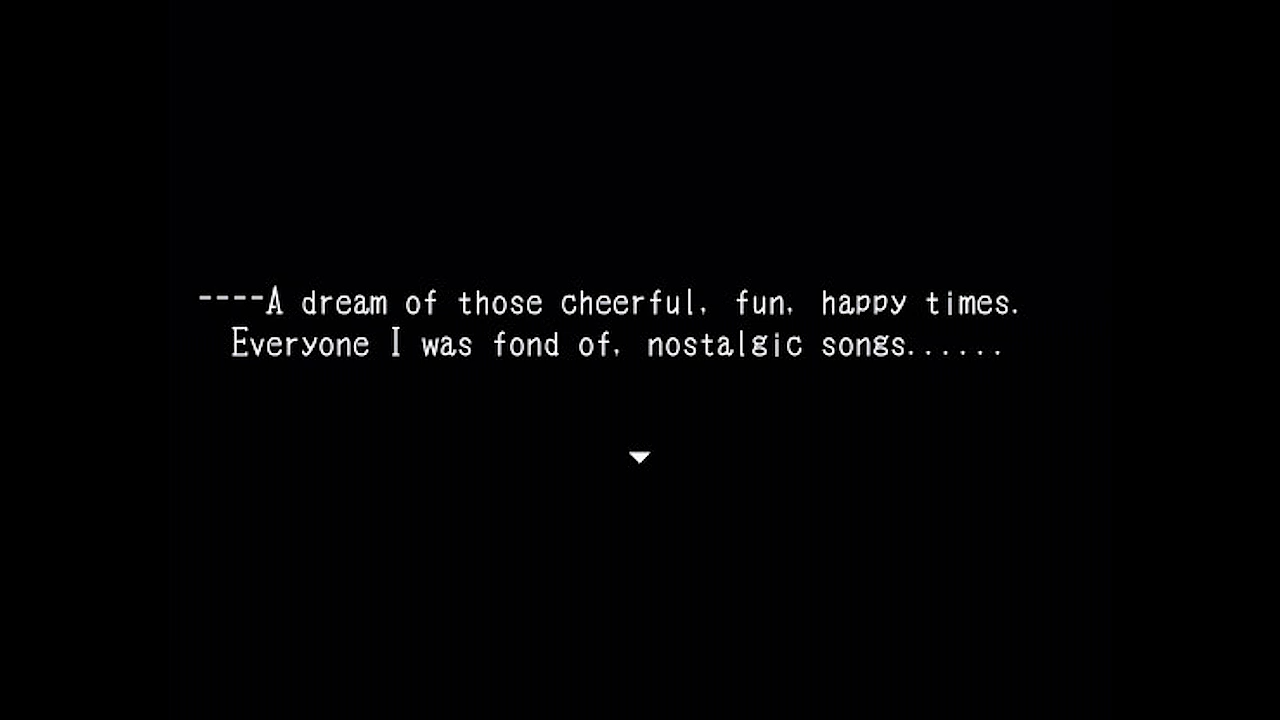 ----A dream of those cheerful, fun, happy times.
Everyone I was fond of, nostalgic songs......